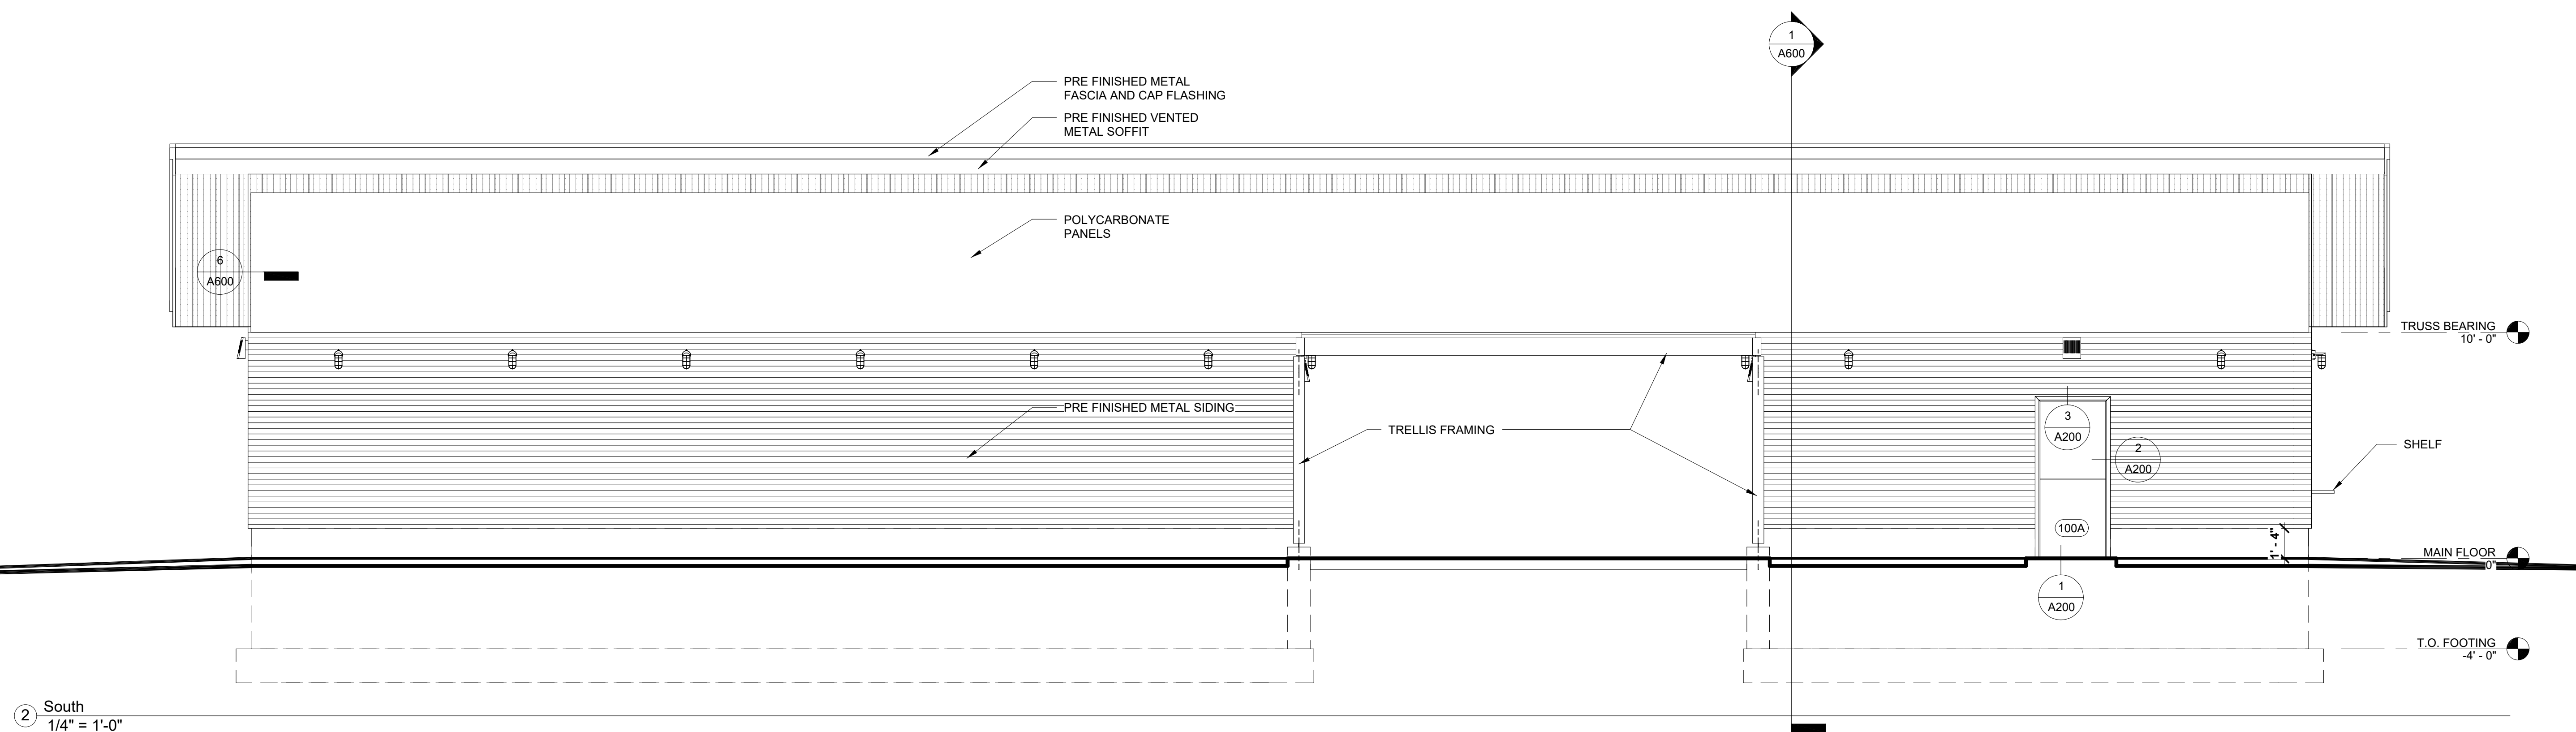 1
A600
PRE FINISHED METAL
FASCIA AND CAP FLASHING
PRE FINISHED VENTED
METAL SOFFIT
POLYCARBONATE
PANELS
6
A600
TRUSS BEARING
10' - 0"
PRE FINISHED METAL SIDING
TRELLIS FRAMING
3
A200
2
A200
SHELF
100A
1' - 4"
MAIN FLOOR
0"
1
A200
T.O. FOOTING
-4' - 0"
2
South
1/4" = 1'-0"